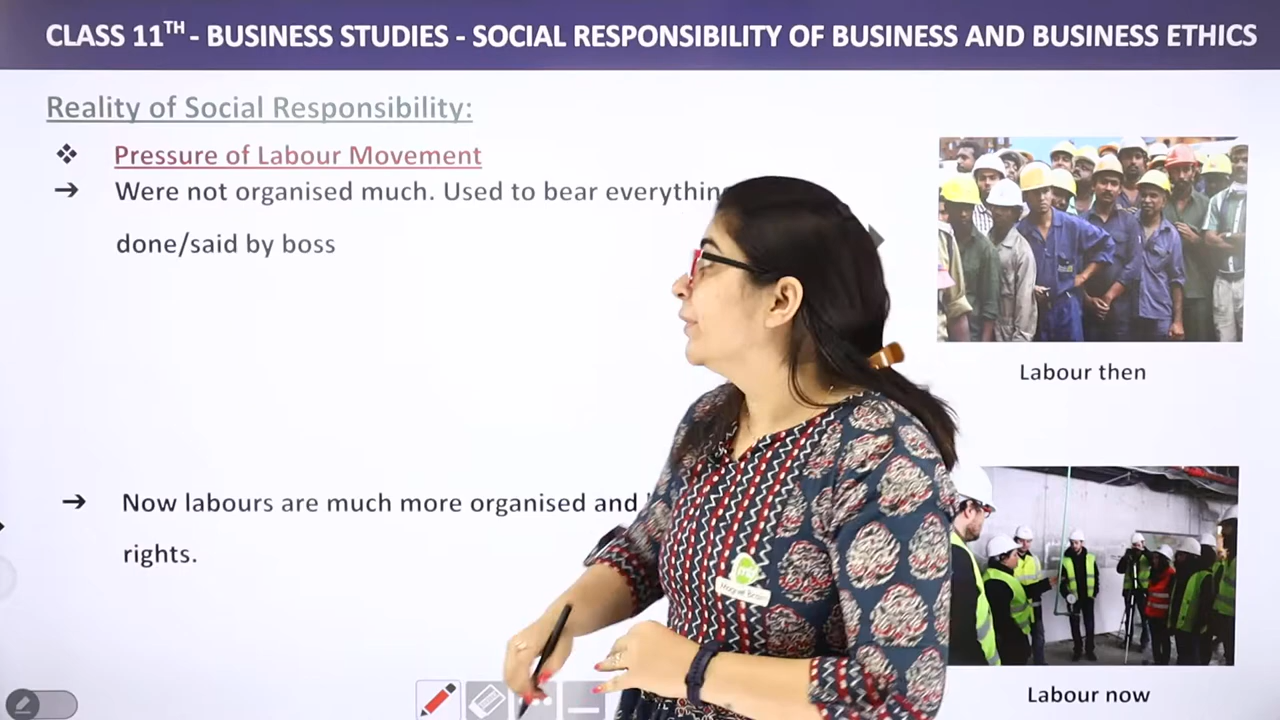 CLASS 11TH - BUSINESS STUDIES - SOCIAL RESPONSIBILITY OF BUSINESS AND BUSINESS ETHICS
Reality of Social Responsibility:
❖ Pressure of Labour Movement
→ Were not organised much. Used to bear everything
done/said by boss
Labour then
→ Now labours are much more organised and
rights.
Labour now